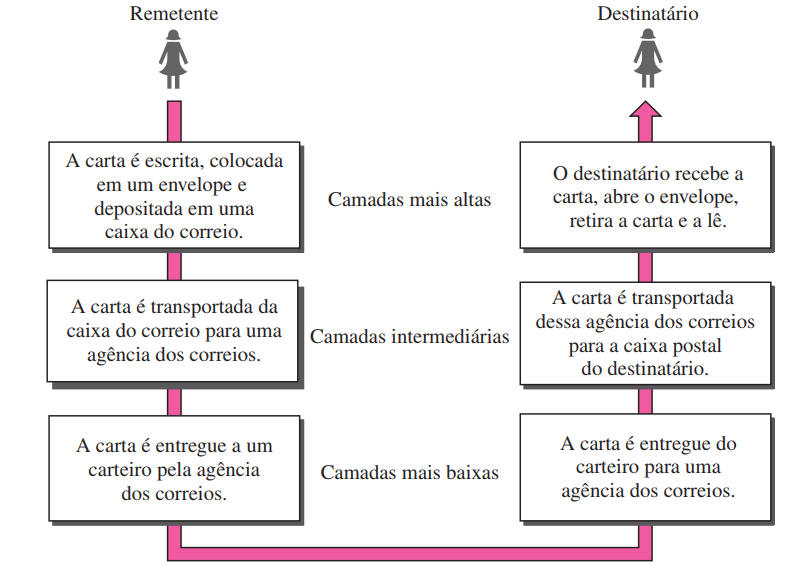 Remetente
Destinatário
A carta é escrita, colocada
em um envelope e
depositada em uma
caixa do correio.
Camadas mais altas
O destinatário recebe a
carta, abre o envelope,
retira a carta e a lê.
A carta é transportada da
caixa do correio para uma
agência dos correios.
Camadas intermediárias
A carta é transportada
dessa agência dos correios
para a caixa postal
do destinatário.
A carta é entregue a um
carteiro pela agência
dos correios.
Camadas mais baixas
A carta é entregue do
carteiro para uma
agência dos correios.